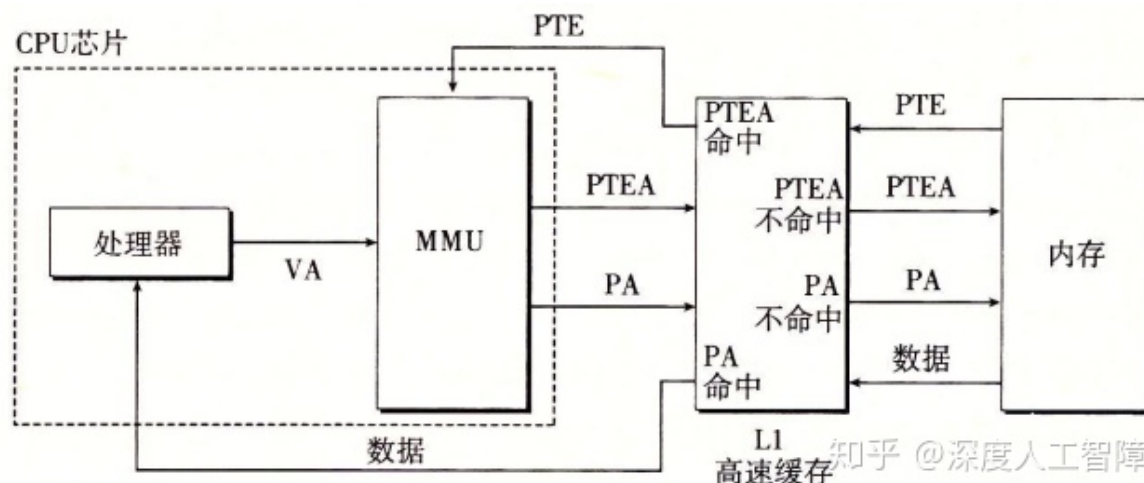 PTE
CPU芯片
PTEA
命中
PTE
PTEA
PTEA
不命中
PTEA
处理器
MMU
内存
VA
PA
PA
不命中
PA
PA
命中
数据
数据
L1
高速缓存
知乎 @深度人工智障